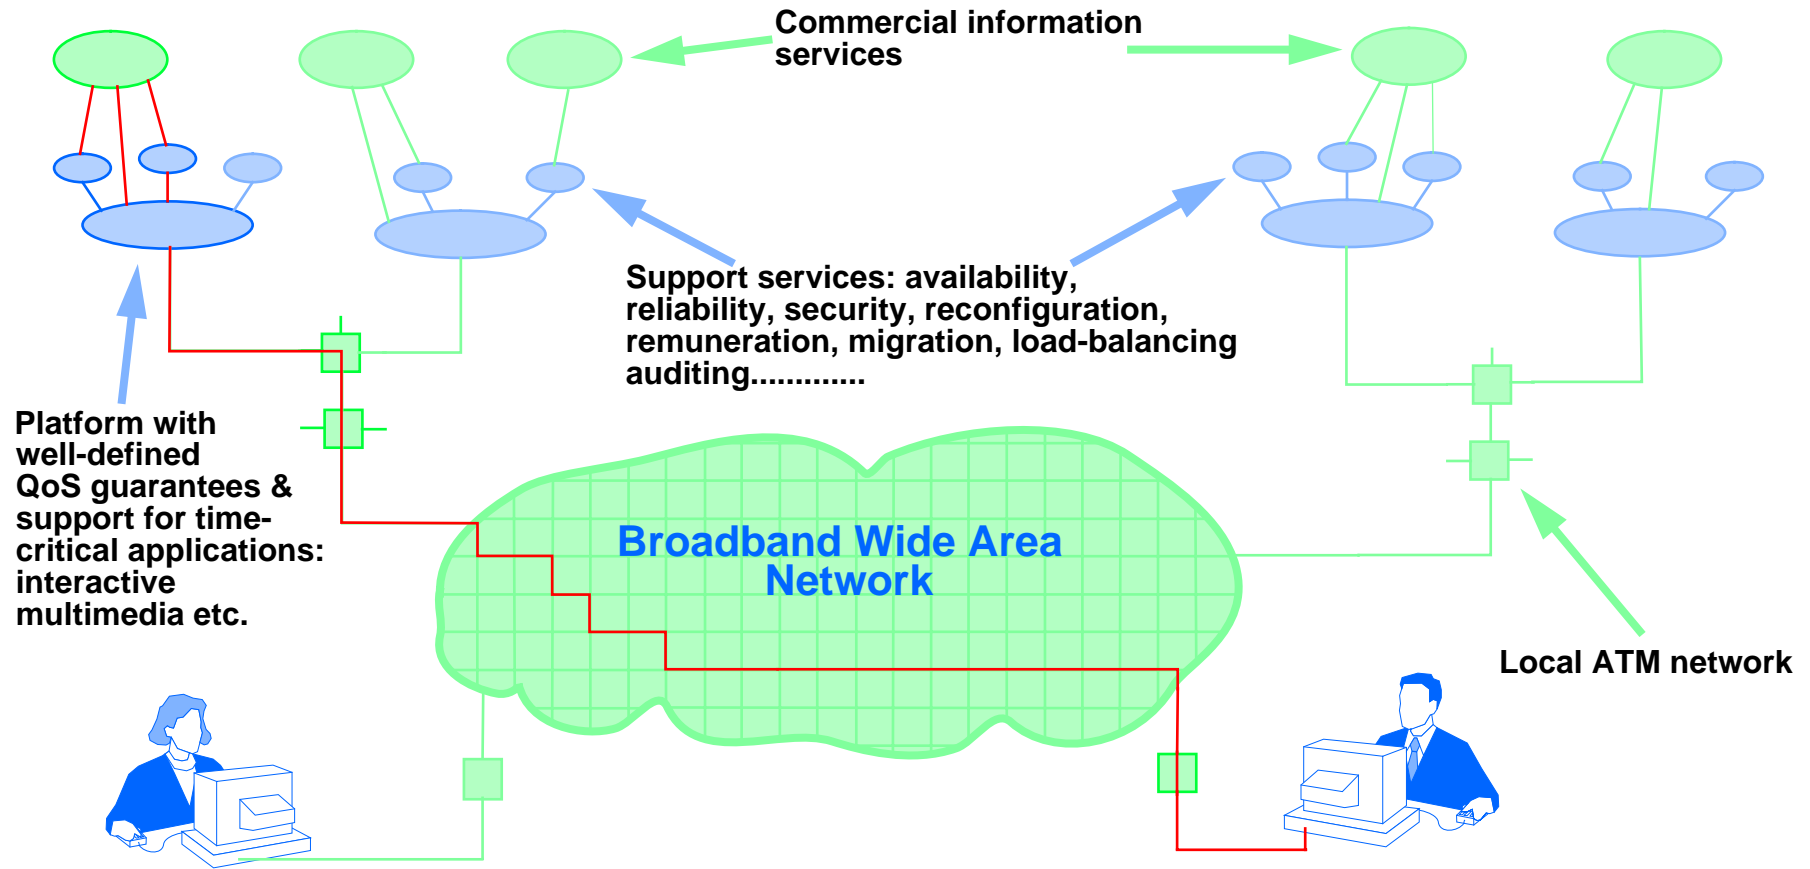 Commercial information
services
Support services: availability,
reliability, security, reconfiguration,
remuneration, migration, load-balancing
auditing.............
Platform with
well-defined
QoS guarantees &
support for time-
critical applications:
interactive
multimedia etc.
Broadband Wide Area
Network
Local ATM network